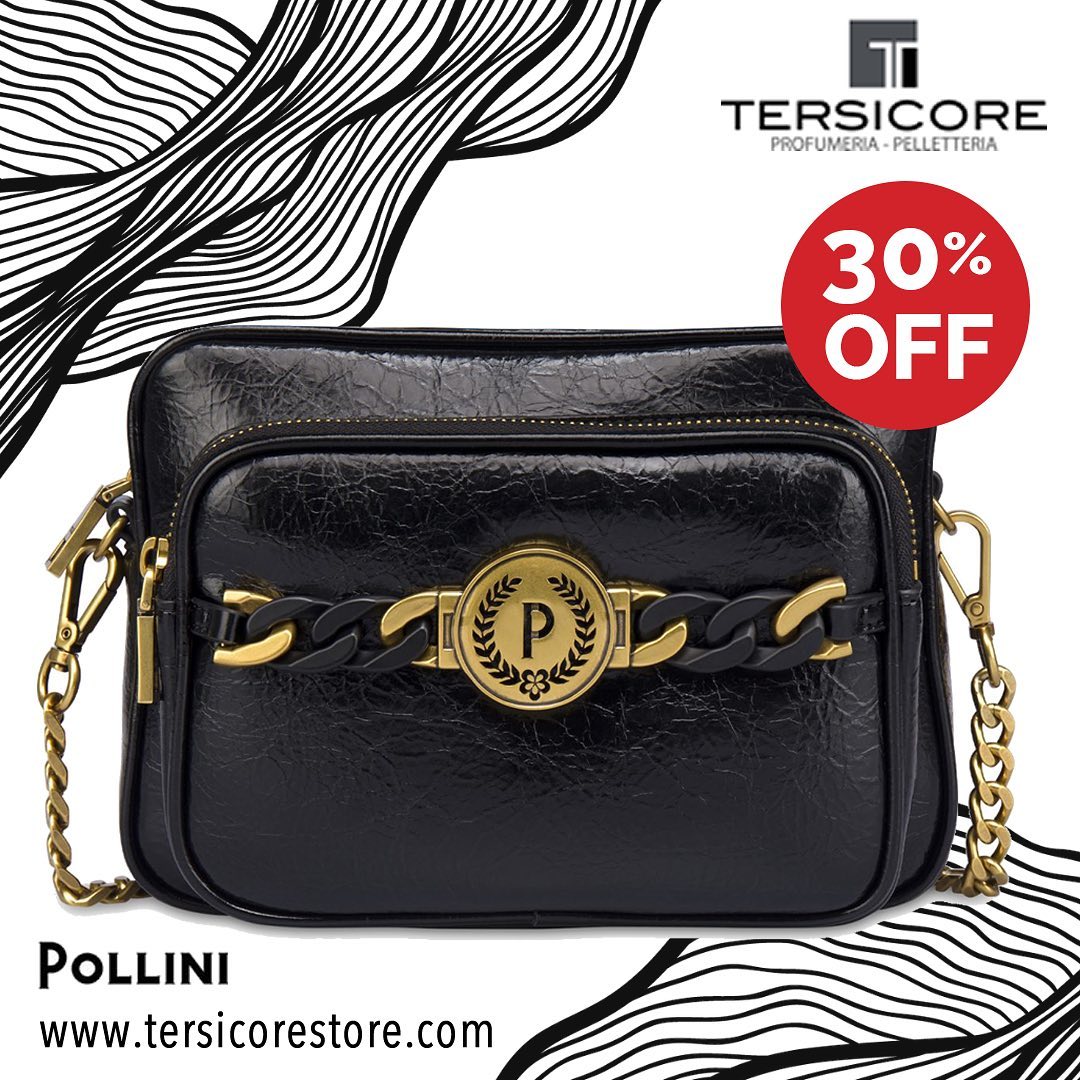 TERSICORE
PROFUMERIA - PELLETTERIA
30%
OFF
P
POLLINI
www.tersicorestore.com